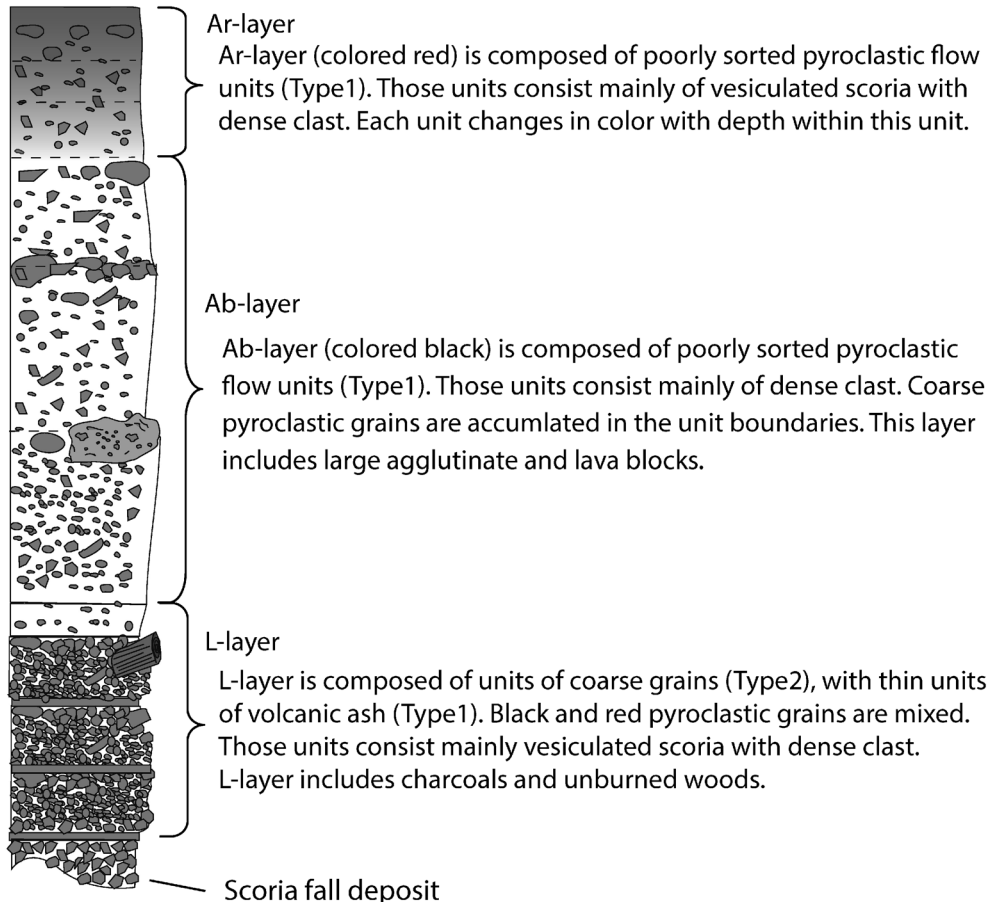 Ar-layer
Ar-layer (colored red) is composed of poorly sorted pyroclastic flow
units (Type1). Those units consist mainly of vesiculated scoria with
dense clast. Each unit changes in color with depth within this unit.
Ab-layer
Ab-layer (colored black) is composed of poorly sorted pyroclastic
flow units (Type1). Those units consist mainly of dense clast. Coarse
pyroclastic grains are accumlated in the unit boundaries. This layer
includes large agglutinate and lava blocks.
L-layer
L-layer is composed of units of coarse grains (Type2), with thin units
of volcanic ash (Type1). Black and red pyroclastic grains are mixed.
Those units consist mainly vesiculated scoria with dense clast.
L-layer includes charcoals and unburned woods.
Scoria fall deposit